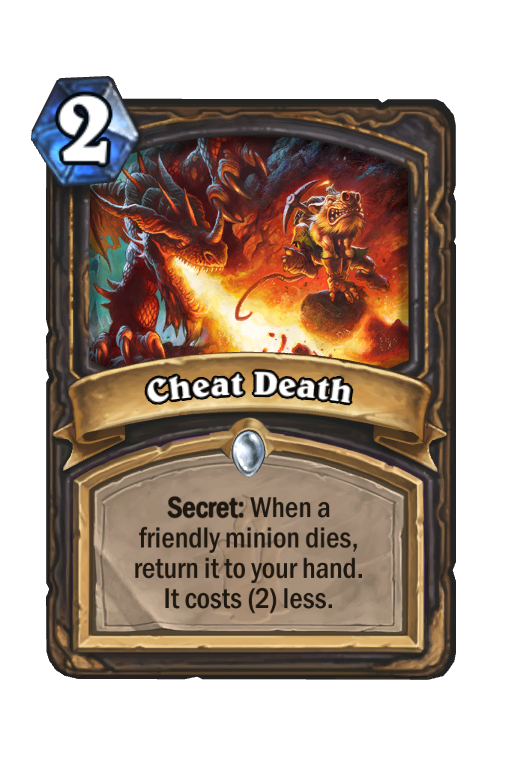 2
Cheat Death
Secret: When a
friendly minion dies,
return it to your hand.
It costs (2) less.